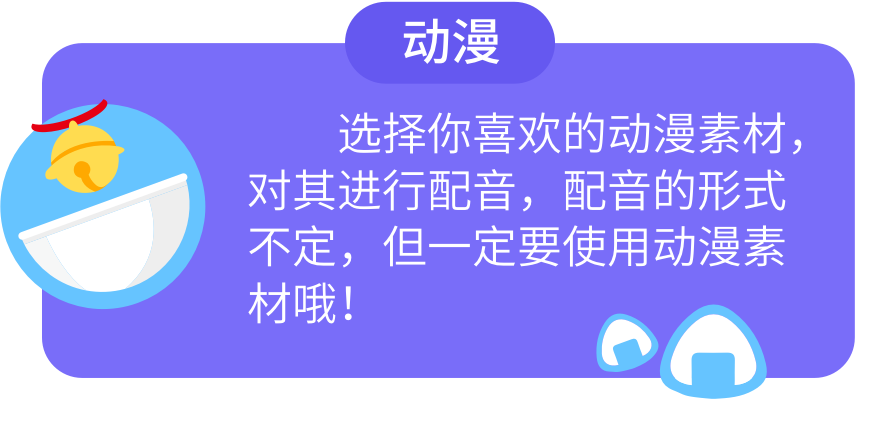 动漫
选择你喜欢的动漫素材，
对其进行配音，配音的形式
不定，但一定要使用动漫素
材哦！